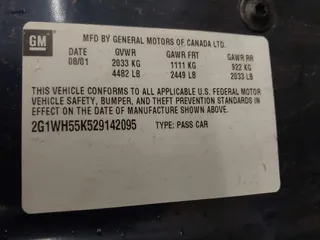 GM
MFD BY GENERAL MOTORS OF CANADA LTD.
DATE GVWR GAWR FRT GAWR RR
08/01 2033 KG 1111 KG 922 KG
4482 LB 2449 LB 2033 LB
THIS VEHICLE CONFORMS TO ALL APPLICABLE U.S. FEDERAL MOTOR
VEHICLE SAFETY, BUMPER, AND THEFT PREVENTION STANDARDS
IN EFFECT ON THE DATE OF MANUFACTURE SHOWN ABOVE.
2G1WH55K529142095 TYPE: PASS CAR